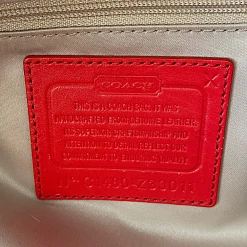 COACH
THIS IS A COACH BAG. IT WAS
HANDCRAFTED FROM GENUINE LEATHER.
ITS SUPERIOR CRAFTSMANSHIP AND
ATTENTION TO DETAIL REFLECT OUR
COMMITMENT TO ENDURING QUALITY.